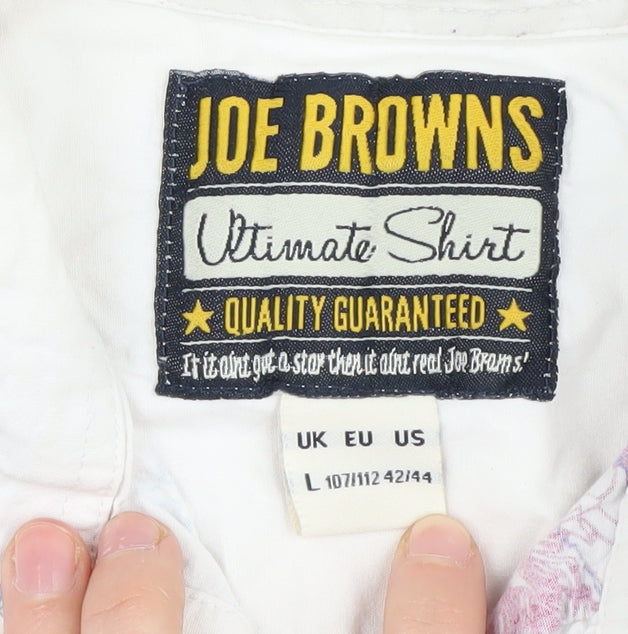 JOE BROWNS
Ultimate Shirt
★ QUALITY GUARANTEED ★
If it aint got a star then it aint real Joe Browns!
UK EU US
L 107/112 42/44